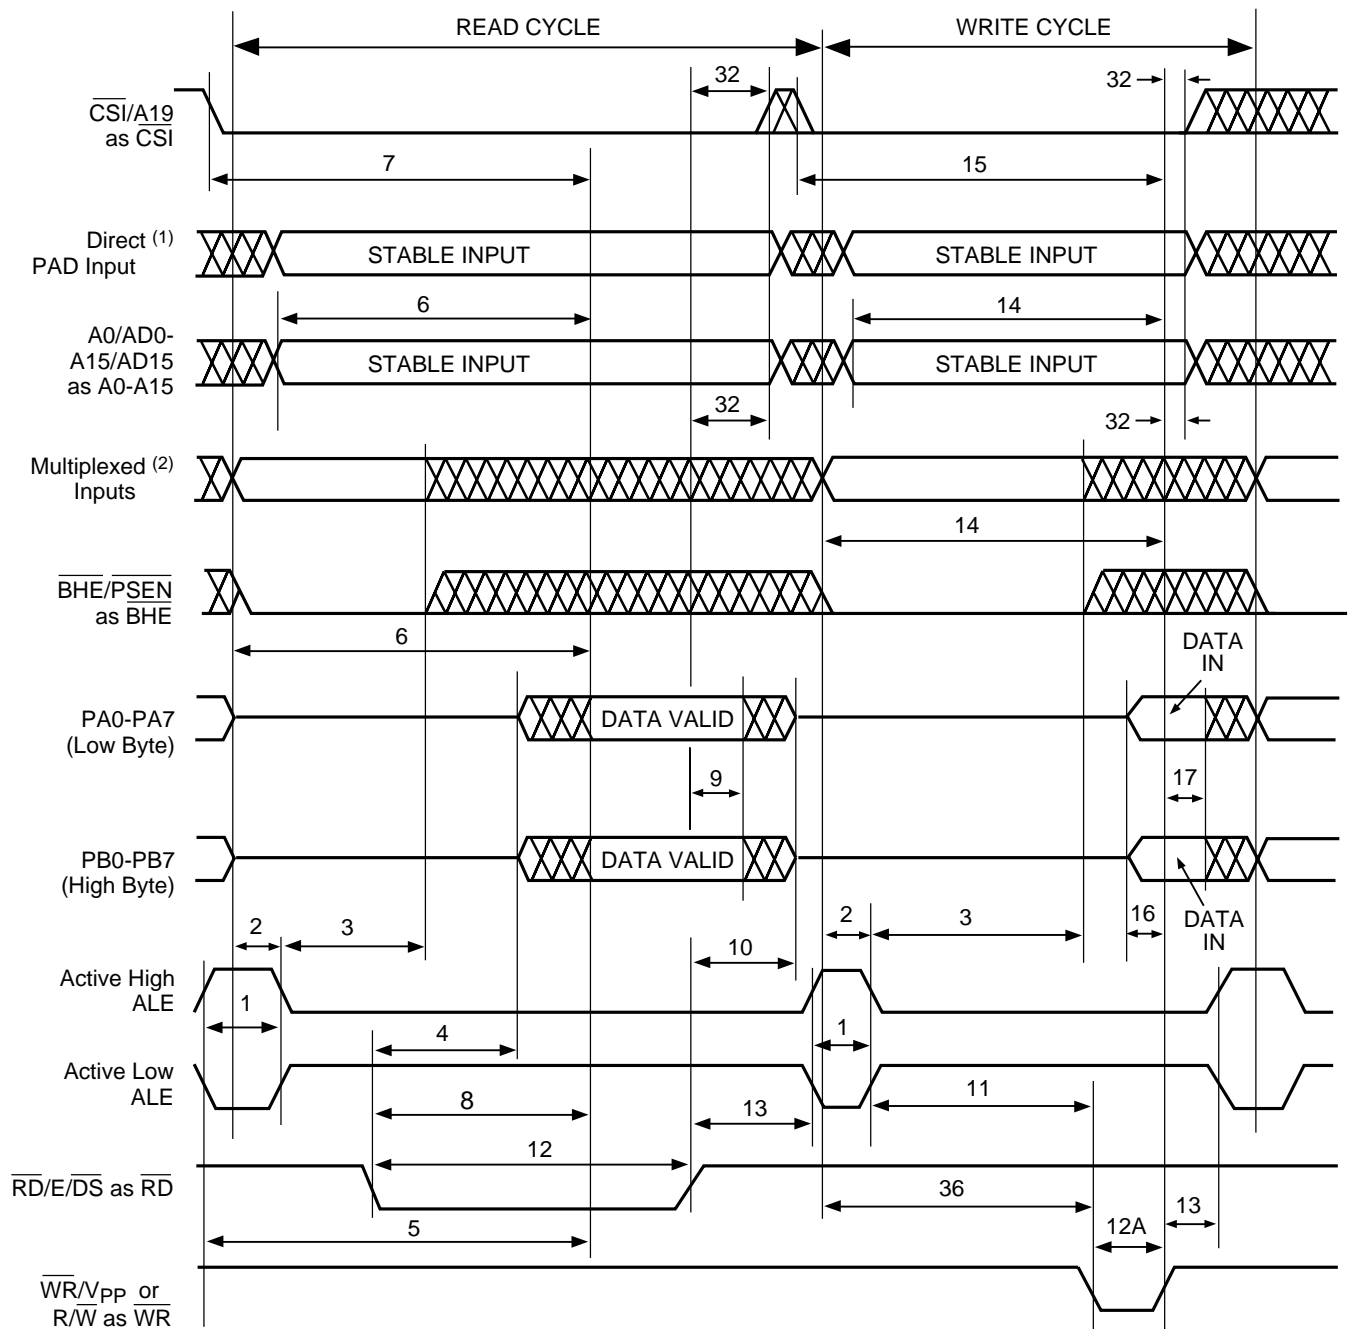 READ CYCLE
WRITE CYCLE
32
32
CSI/A19
as CSI
7
15
Direct (1)
PAD Input
STABLE INPUT
STABLE INPUT
6
14
A0/AD0-
A15/AD15
as A0-A15
STABLE INPUT
STABLE INPUT
32
32
Multiplexed (2)
Inputs
14
BHE/PSEN
as BHE
6
DATA
IN
PA0-PA7
(Low Byte)
DATA VALID
9
17
PB0-PB7
(High Byte)
DATA VALID
2
3
2
3
16
DATA
IN
10
Active High
ALE
1
1
4
Active Low
ALE
8
13
11
12
RD/E/DS as RD
36
13
5
12A
WR/VPP or
R/W as WR